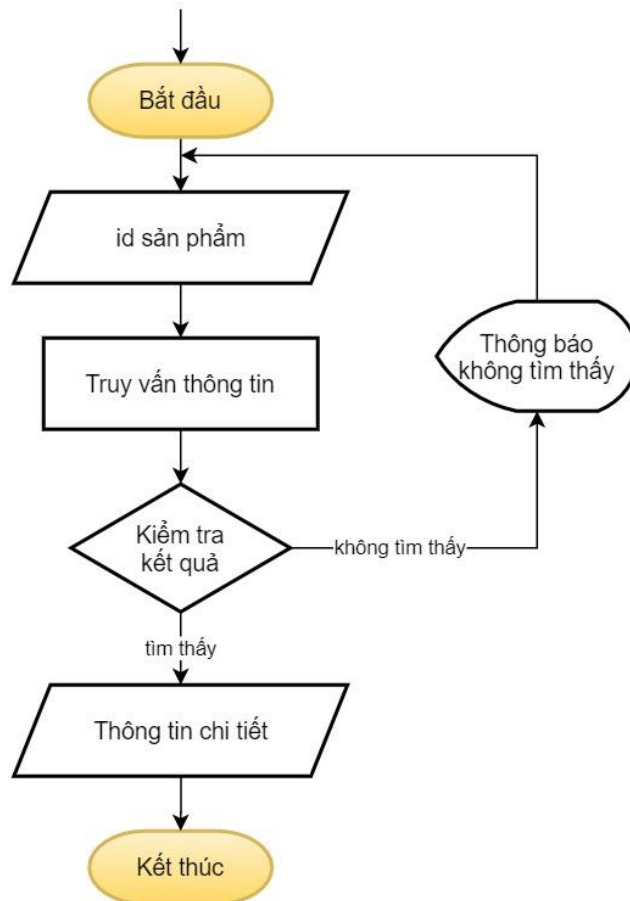 Bắt đầu
id sản phẩm
Truy vấn thông tin
Thông báo
không tìm thấy
Kiểm tra
kết quả
không tìm thấy
tìm thấy
Thông tin chi tiết
Kết thúc